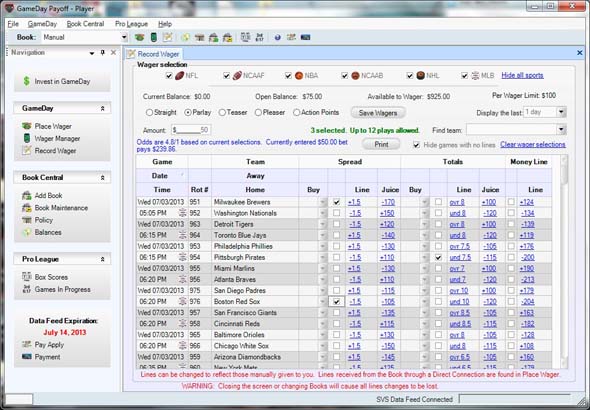 GameDay Payoff - Player
File GameDay Book Central Pro League Help
Book: Manual
Navigation
Record Wager
Invest in GameDay
GameDay
Place Wager
Wager Manager
Record Wager
Book Central
Add Book
Book Maintenance
Policy
Balances
Pro League
Box Scores
Games In Progress
Data Feed Expiration:
July 14, 2013
Pay Apply
Payment
Wager selection
NFL NCAAF NBA NCAAB NHL MLB Hide all sports
Current Balance: $0.00 Open Balance: $75.00 Available to Wager: $925.00 Per Wager Limit: $100
Straight Parlay Teaser Pleaser Action Points Save Wagers Display the last: 1 day
Amount: $ 50 3 selected. Up to 12 plays allowed. Find team:
Odds are 4.8/1 based on current selections. Currently entered $50.00 bet
pays $239.86.
Print Hide games with no lines Clear wager selections
Game Team Spread Totals Money Line
Date Away
Time Rot # Home Buy Line Juice Buy Line Juice Line
Wed 07/03/2013 951 Milwaukee Brewers +1.5 -170 ovr 8 +100 +124
05:05 PM 952 Washington Nationals -1.5 +150 und 8 -120 -134
Wed 07/03/2013 963 Detroit Tigers -1.5 +120 ovr 9 +100 -139
06:15 PM 964 Toronto Blue Jays +1.5 -140 und 9 -120 +129
Wed 07/03/2013 953 Philadelphia Phillies +1.5 -130 ovr 7.5 -105 +176
06:15 PM 954 Pittsburgh Pirates -1.5 +110 und 7.5 -115 -200
Wed 07/03/2013 955 Miami Marlins +1.5 -130 ovr 7 +100 +190
06:20 PM 956 Atlanta Braves -1.5 +110 und 7 -120 -213
Wed 07/03/2013 975 San Diego Padres +1.5 -115 ovr 10 +100 +179
06:20 PM 976 Boston Red Sox -1.5 -105 und 10 -120 -204
Wed 07/03/2013 957 San Francisco Giants +1.5 -135 ovr 8.5 -105 +163
06:20 PM 958 Cincinnati Reds -1.5 +115 und 8.5 -115 -182
Wed 07/03/2013 965 Baltimore Orioles -1.5 +130 ovr 9 -110 -128
06:20 PM 966 Chicago White Sox +1.5 -150 und 9 -110 +118
Wed 07/03/2013 959 Arizona Diamondbacks -1.5 +145 ovr 6.5 -125
06:20 PM 960 New York Mets
Lines can be changed to reflect those manually given to you. Lines received from the Book through a Direct Connection are found in Place Wager.
WARNING: Closing the screen or changing Books will cause all lines changes to be lost.
SVS Data Feed Connected